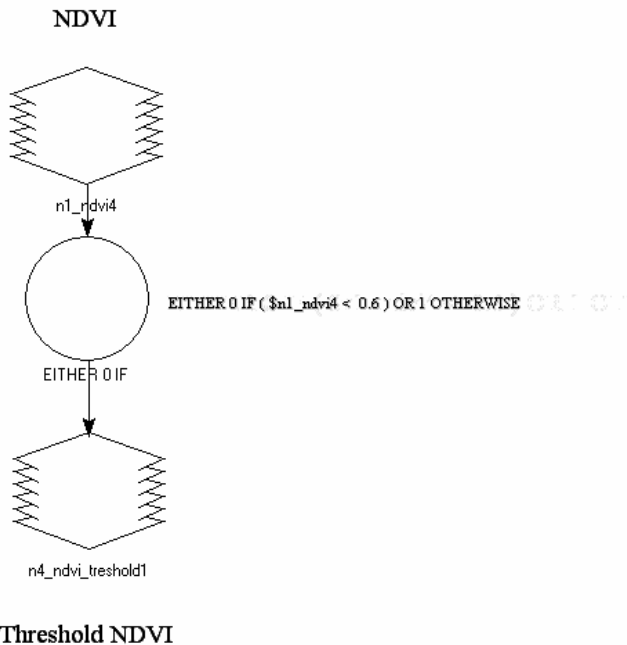 NDVI
n1_ndvi4
EITHER 0 IF ( $n1_ndvi4 < 0.6 ) OR 1 OTHERWISE
EITHER 0 IF
n4_ndvi_treshold1
Threshold NDVI